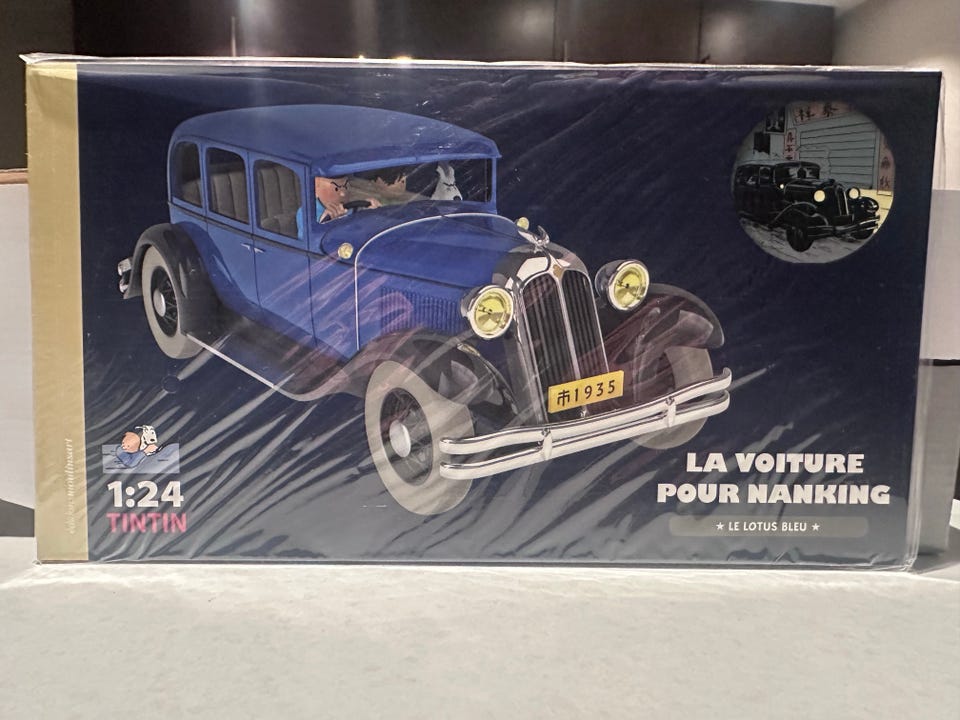 市1935
LA VOITURE
POUR NANKING
★ LE LOTUS BLEU ★
1:24
TINTIN